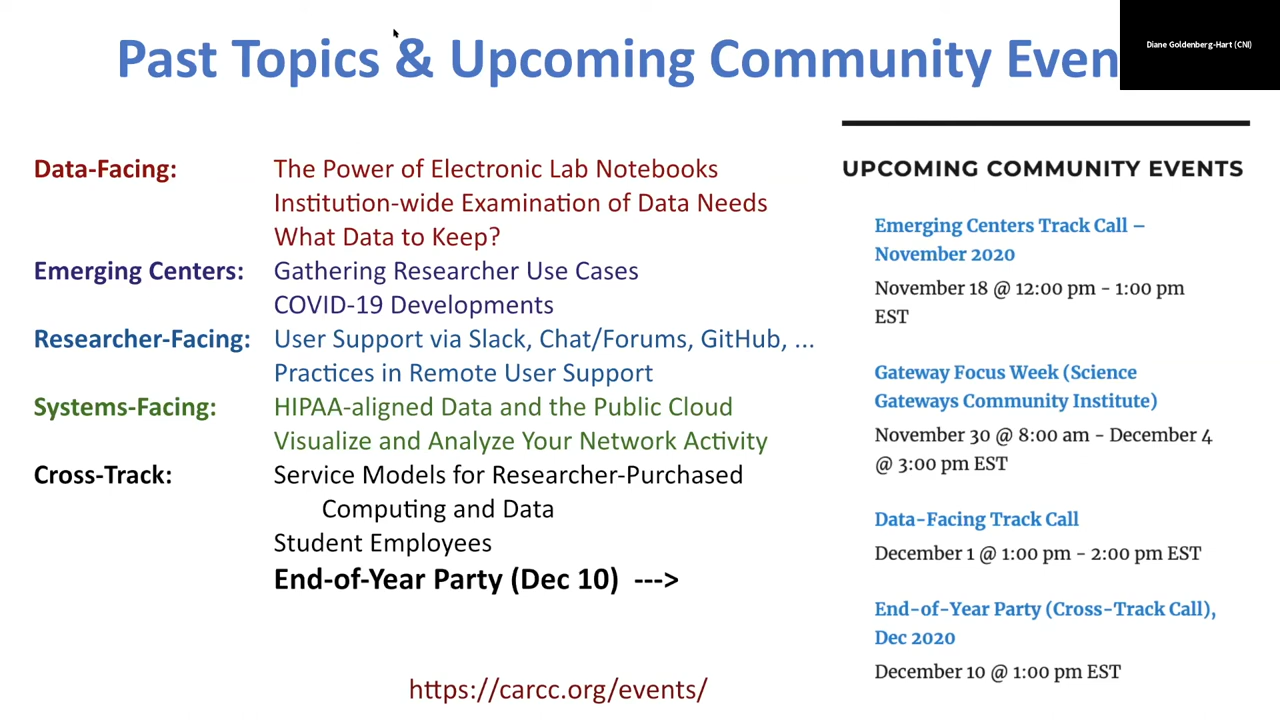 Past Topics & Upcoming Community Even
Diane Goldenberg-Hart (CNI)
Data-Facing: The Power of Electronic Lab Notebooks
Institution-wide Examination of Data Needs
What Data to Keep?
Emerging Centers: Gathering Researcher Use Cases
COVID-19 Developments
Researcher-Facing: User Support via Slack, Chat/Forums, GitHub, ...
Practices in Remote User Support
Systems-Facing: HIPAA-aligned Data and the Public Cloud
Visualize and Analyze Your Network Activity
Cross-Track: Service Models for Researcher-Purchased
Computing and Data
Student Employees
End-of-Year Party (Dec 10) --->
https://carcc.org/events/
UPCOMING COMMUNITY EVENTS
Emerging Centers Track Call –
November 2020
November 18 @ 12:00 pm - 1:00 pm
EST
Gateway Focus Week (Science
Gateways Community Institute)
November 30 @ 8:00 am - December 4
@ 3:00 pm EST
Data-Facing Track Call
December 1 @ 1:00 pm - 2:00 pm EST
End-of-Year Party (Cross-Track Call),
Dec 2020
December 10 @ 1:00 pm EST